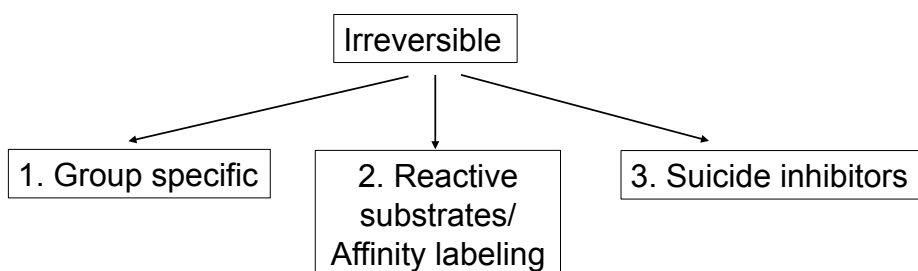 Irreversible
1. Group specific
2. Reactive
substrates/
Affinity labeling
3. Suicide inhibitors